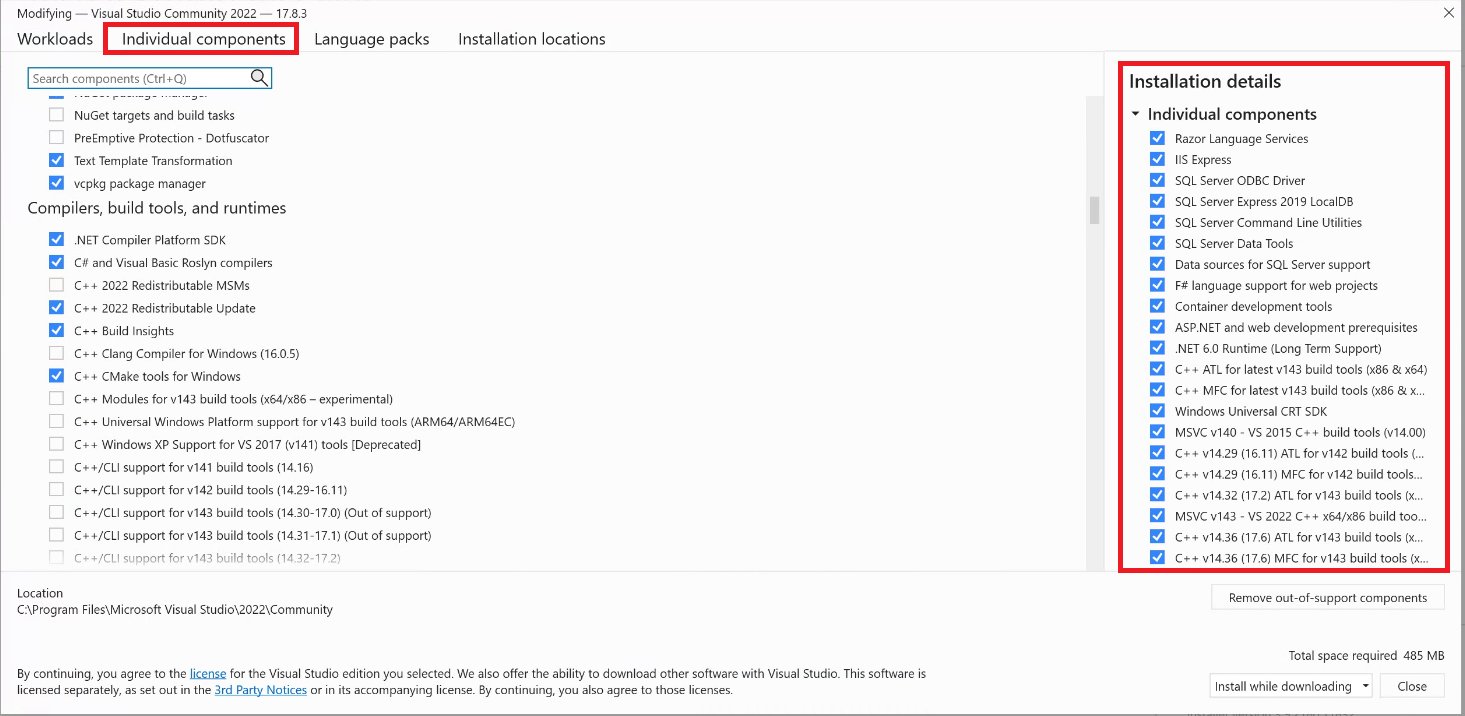 Modifying — Visual Studio Community 2022 — 17.8.3
Workloads Individual components Language packs Installation locations
Search components (Ctrl+Q)
NuGet package manager
NuGet targets and build tasks
PreEmptive Protection - Dotfuscator
Text Template Transformation
vcpkg package manager
Compilers, build tools, and runtimes
.NET Compiler Platform SDK
C# and Visual Basic Roslyn compilers
C++ 2022 Redistributable MSMs
C++ 2022 Redistributable Update
C++ Build Insights
C++ Clang Compiler for Windows (16.0.5)
C++ CMake tools for Windows
C++ Modules for v143 build tools (x64/x86 – experimental)
C++ Universal Windows Platform support for v143 build tools (ARM64/ARM64EC)
C++ Windows XP Support for VS 2017 (v141) tools [Deprecated]
C++/CLI support for v141 build tools (14.16)
C++/CLI support for v142 build tools (14.29-16.11)
C++/CLI support for v143 build tools (14.30-17.0) (Out of support)
C++/CLI support for v143 build tools (14.31-17.1) (Out of support)
C++/CLI support for v143 build tools (14.32-17.2)
Installation details
Individual components
Razor Language Services
IIS Express
SQL Server ODBC Driver
SQL Server Express 2019 LocalDB
SQL Server Command Line Utilities
SQL Server Data Tools
Data sources for SQL Server support
F# language support for web projects
Container development tools
ASP.NET and web development prerequisites
.NET 6.0 Runtime (Long Term Support)
C++ ATL for latest v143 build tools (x86 & x64)
C++ MFC for latest v143 build tools (x86 & x...
Windows Universal CRT SDK
MSVC v140 - VS 2015 C++ build tools (v14.00)
C++ v14.29 (16.11) ATL for v142 build tools (...
C++ v14.29 (16.11) MFC for v142 build tools...
C++ v14.32 (17.2) ATL for v143 build tools (x...
MSVC v143 - VS 2022 C++ x64/x86 build too...
C++ v14.36 (17.6) ATL for v143 build tools (x...
C++ v14.36 (17.6) MFC for v143 build tools (x...
Location
C:\Program Files\Microsoft Visual Studio\2022\Community
Remove out-of-support components
Total space required 485 MB
By continuing, you agree to the license for the Visual Studio edition you selected. We also offer the ability to download other software with Visual Studio. This software is
licensed separately, as set out in the 3rd Party Notices or in its accompanying license. By continuing, you also agree to those licenses.
Install while downloading
Close